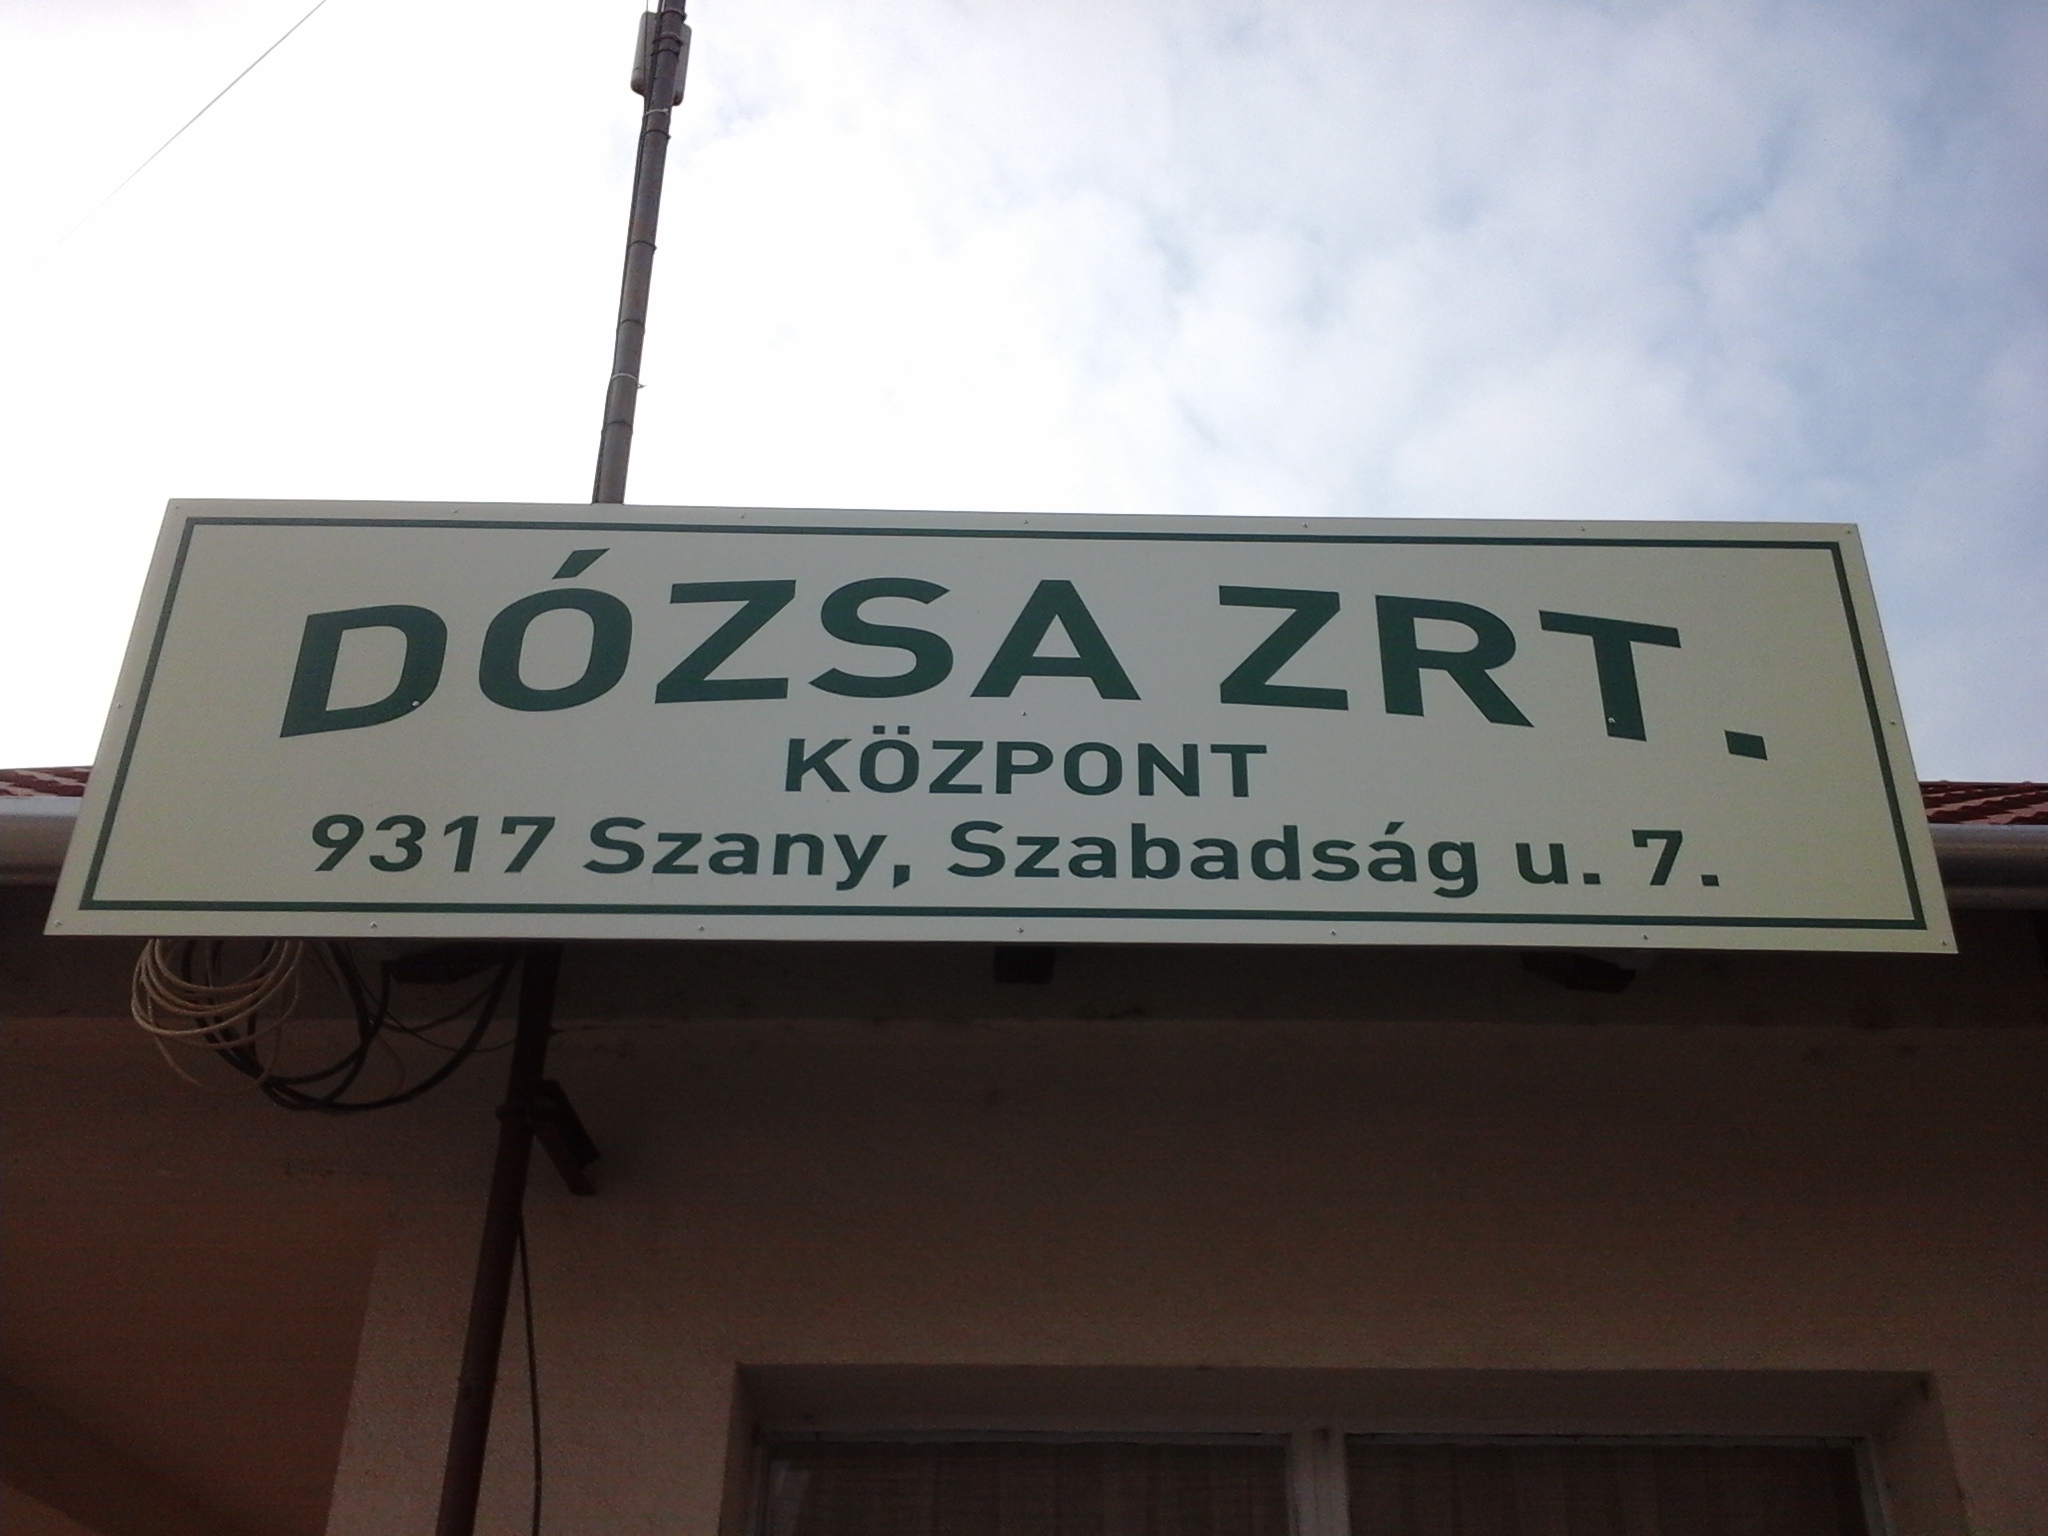 DÓZSA ZRT.
KÖZPONT
9317 Szany, Szabadság u. 7.